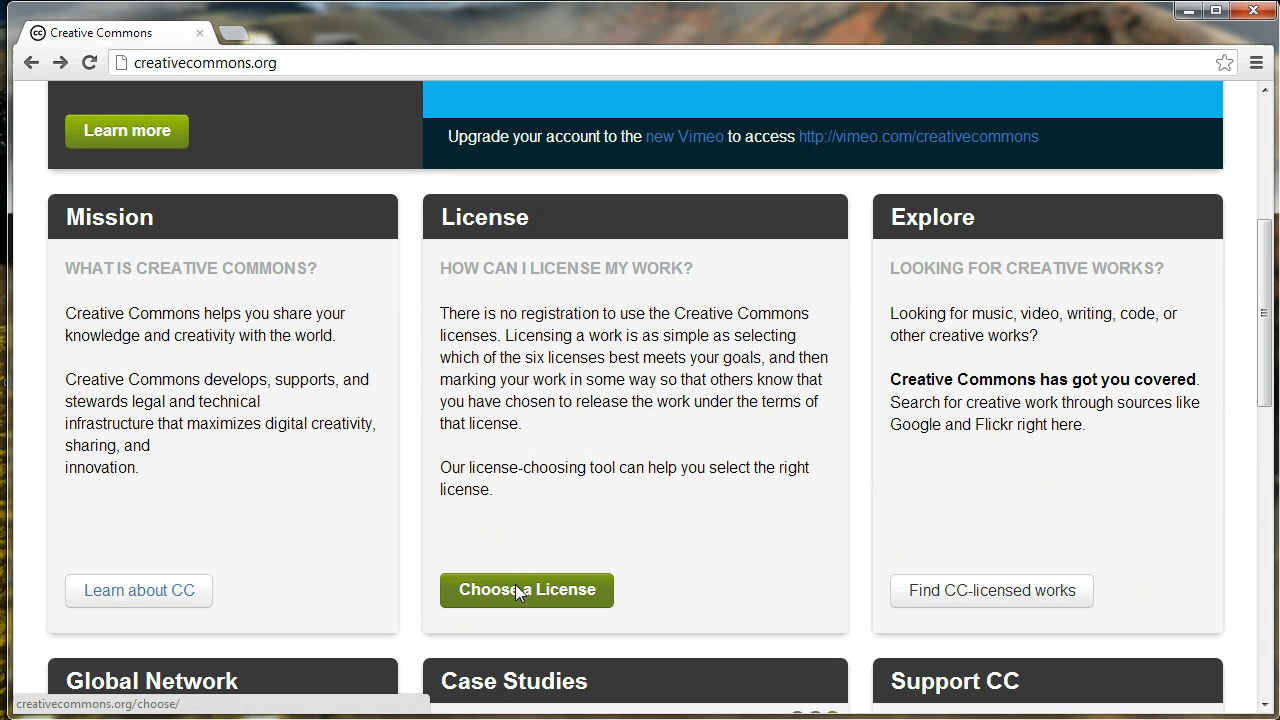 Creative Commons
creativecommons.org
Learn more
Upgrade your account to the new Vimeo to access http://vimeo.com/creativecommons
Mission
WHAT IS CREATIVE COMMONS?
Creative Commons helps you share your
knowledge and creativity with the world.
Creative Commons develops, supports, and
stewards legal and technical
infrastructure that maximizes digital creativity,
sharing, and
innovation.
Learn about CC
License
HOW CAN I LICENSE MY WORK?
There is no registration to use the Creative Commons
licenses. Licensing a work is as simple as selecting
which of the six licenses best meets your goals, and then
marking your work in some way so that others know that
you have chosen to release the work under the terms of
that license.
Our license-choosing tool can help you select the right
license.
Choose a License
Explore
LOOKING FOR CREATIVE WORKS?
Looking for music, video, writing, code, or
other creative works?
Creative Commons has got you covered.
Search for creative work through sources like
Google and Flickr right here.
Find CC-licensed works
Global Network
Case Studies
Support CC
creativecommons.org/choose/